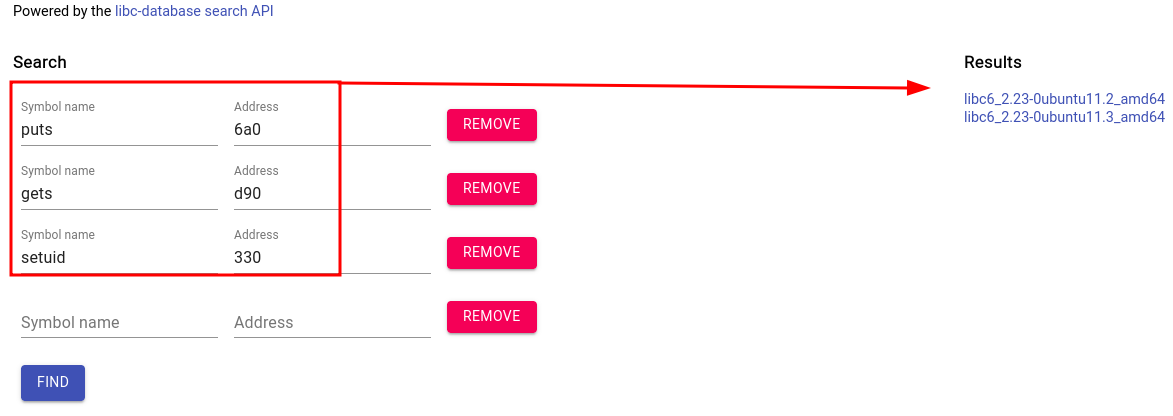 Powered by the libc-database search API
Search
Results
Symbol name Address
puts 6a0 REMOVE
Symbol name Address
gets d90 REMOVE
Symbol name Address
setuid 330 REMOVE
Symbol name Address REMOVE
FIND
libc6_2.23-0ubuntu11.2_amd64
libc6_2.23-0ubuntu11.3_amd64